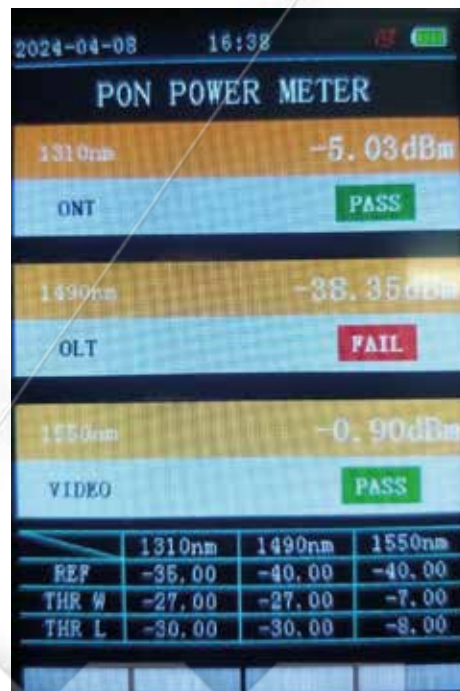 2024-04-08 16:38
PON POWER METER
1310nm -5.03dBm
ONT PASS
1490nm -38.35dBm
OLT FAIL
1550nm -0.90dBm
VIDEO PASS
1310nm 1490nm 1550nm
REF -35.00 -40.00 -40.00
THR W -27.00 -27.00 -7.00
THR L -30.00 -30.00 -8.00